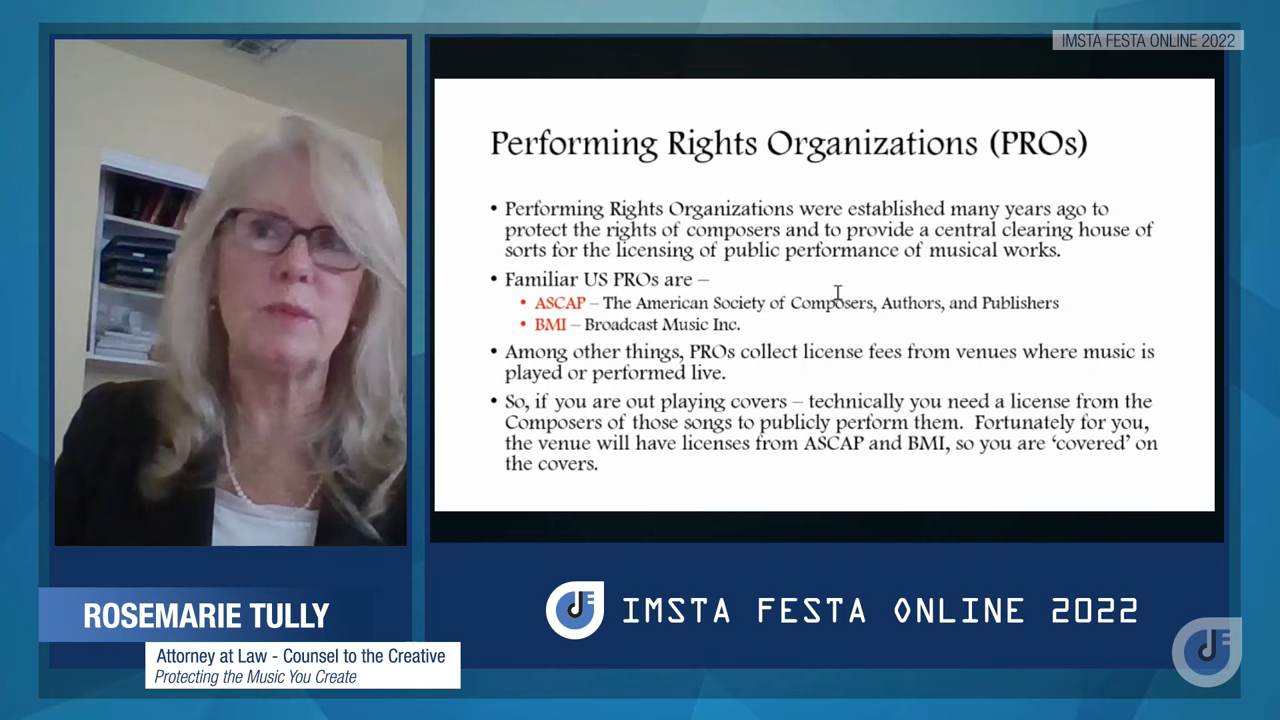 IMSTA FESTA ONLINE 2022
Performing Rights Organizations (PROs)
• Performing Rights Organizations were established many years ago to
protect the rights of composers and to provide a central clearing house of
sorts for the licensing of public performance of musical works.
• Familiar US PROs are –
• ASCAP – The American Society of Composers, Authors, and Publishers
• BMI – Broadcast Music Inc.
• Among other things, PROs collect license fees from venues where music is
played or performed live.
• So, if you are out playing covers – technically you need a license from the
Composers of those songs to publicly perform them. Fortunately for you,
the venue will have licenses from ASCAP and BMI, so you are ‘covered’ on
the covers.
ROSEMARIE TULLY
Attorney at Law - Counsel to the Creative
Protecting the Music You Create
IMSTA FESTA ONLINE 2022